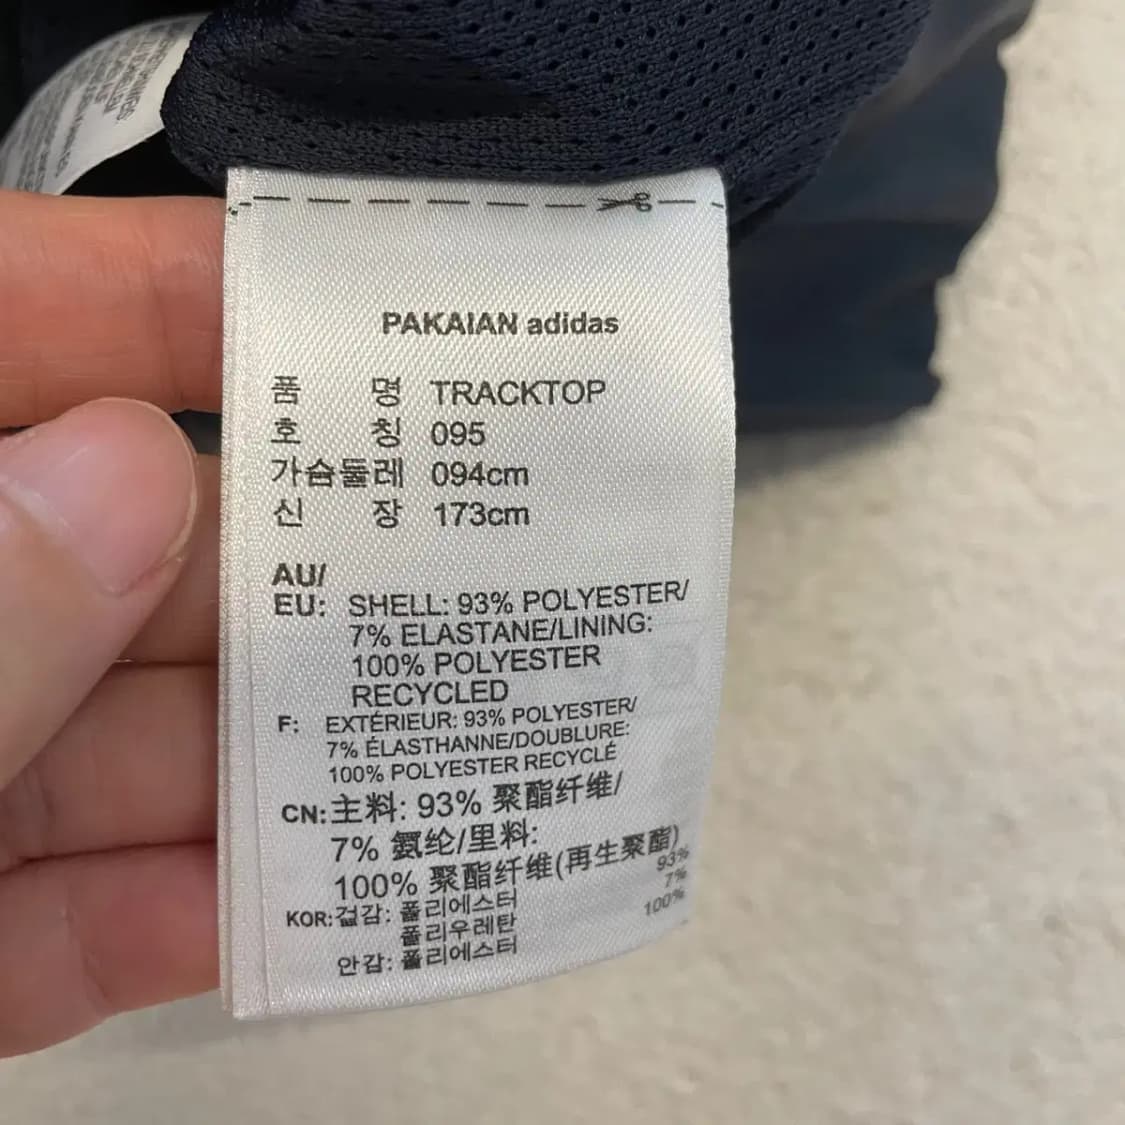 PAKAIAN adidas
품 명 TRACKTOP
호 칭 095
가슴둘레 094cm
신 장 173cm
AU/
EU: SHELL: 93% POLYESTER/
7% ELASTANE/LINING:
100% POLYESTER
RECYCLED
F: EXTÉRIEUR: 93% POLYESTER/
7% ÉLASTHANNE/DOUBLURE:
100% POLYESTER RECYCLÉ
CN: 主料: 93% 聚酯纤维/
7% 氨纶/里料:
100% 聚酯纤维(再生聚酯)
KOR: 겉감: 폴리에스터 93%
폴리우레탄 7%
안감: 폴리에스터 100%